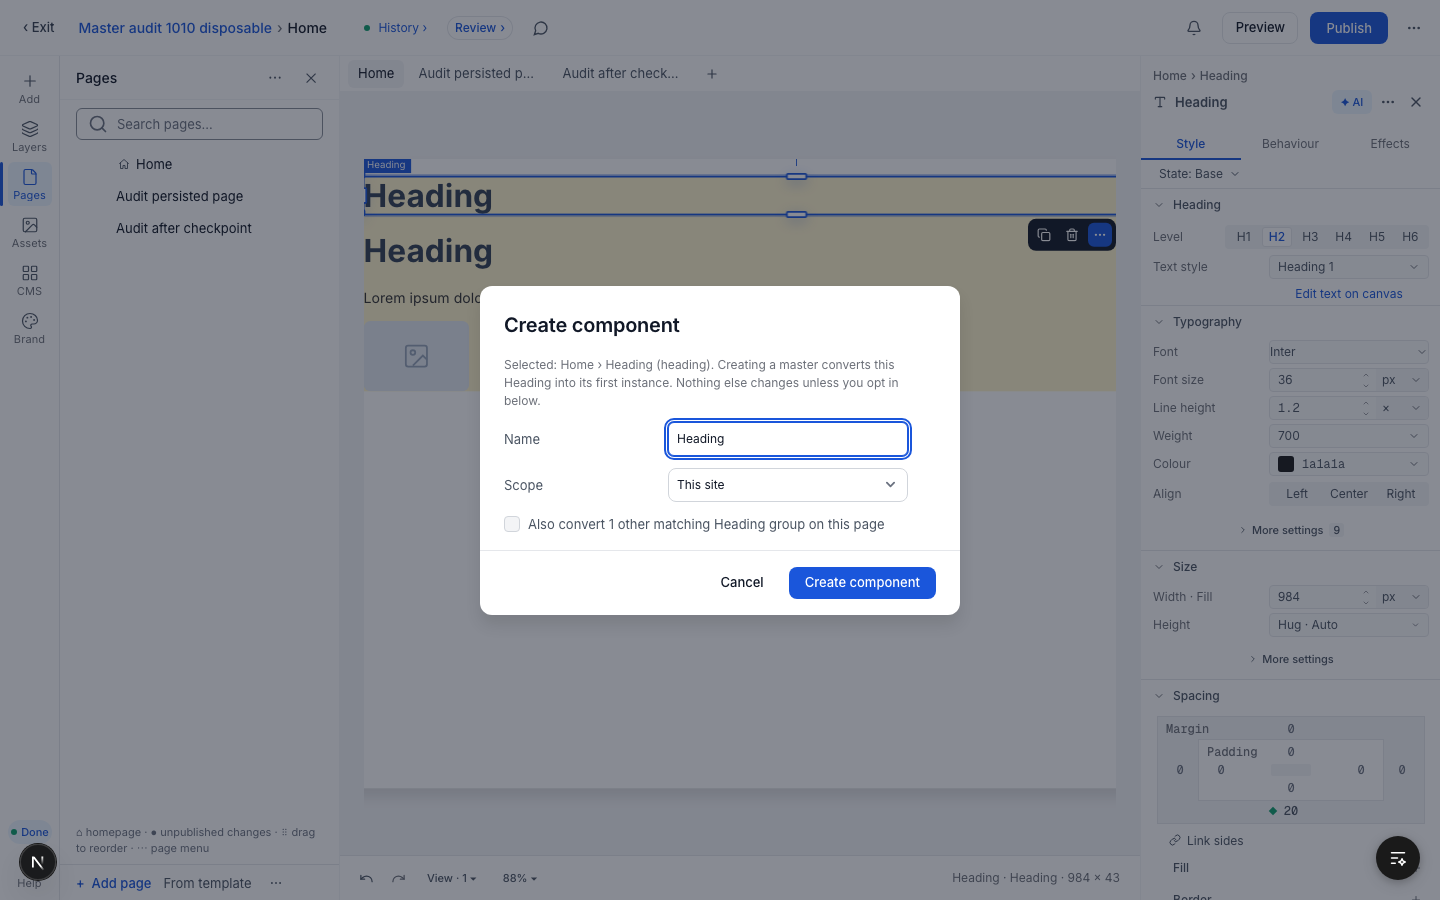 ‹ Exit
Master audit 1010 disposable › Home
History ›
Review ›
Preview
Publish
Add
Layers
Pages
Assets
CMS
Brand
Done
N
Help
Pages
Search pages...
Home
Audit persisted page
Audit after checkpoint
⌂ homepage · ● unpublished changes · ⠿ drag
to reorder · ··· page menu
+ Add page
From template
Home
Audit persisted p...
Audit after check...
Heading
Heading
Heading
Lorem ipsum dolo
Create component
Selected: Home › Heading (heading). Creating a master converts this
Heading into its first instance. Nothing else changes unless you opt in
below.
Name
Heading
Scope
This site
Also convert 1 other matching Heading group on this page
Cancel
Create component
View · 1
88%
Heading · Heading · 984 × 43
Home › Heading
Heading
AI
Style
Behaviour
Effects
State: Base
Heading
Level
H1 H2 H3 H4 H5 H6
Text style
Heading 1
Edit text on canvas
Typography
Font
Inter
Font size
36
px
Line height
1.2
×
Weight
700
Colour
1a1a1a
Align
Left
Center
Right
More settings 9
Size
Width · Fill
984
px
Height
Hug · Auto
More settings
Spacing
Margin
0
Padding
0
0
0
0
0
0
20
Link sides
Fill
Border